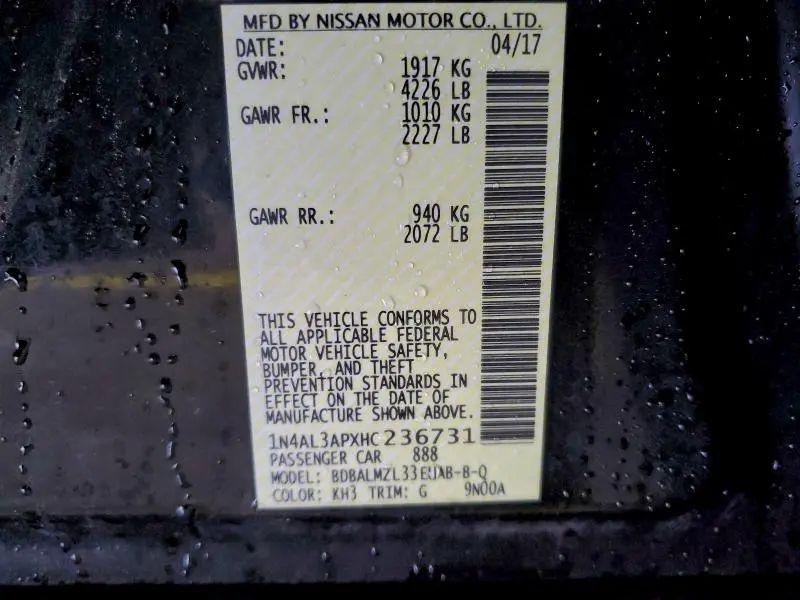 MFD BY NISSAN MOTOR CO., LTD.
DATE: 04/17
GVWR: 1917 KG
4226 LB
GAWR FR.: 1010 KG
2227 LB
GAWR RR.: 940 KG
2072 LB
THIS VEHICLE CONFORMS TO
ALL APPLICABLE FEDERAL
MOTOR VEHICLE SAFETY,
BUMPER, AND THEFT
PREVENTION STANDARDS IN
EFFECT ON THE DATE OF
MANUFACTURE SHOWN ABOVE.
1N4AL3APXHC236731
PASSENGER CAR 888
MODEL: BDBALMZL33EUAB-B-Q
COLOR: KH3 TRIM: G 9N00A